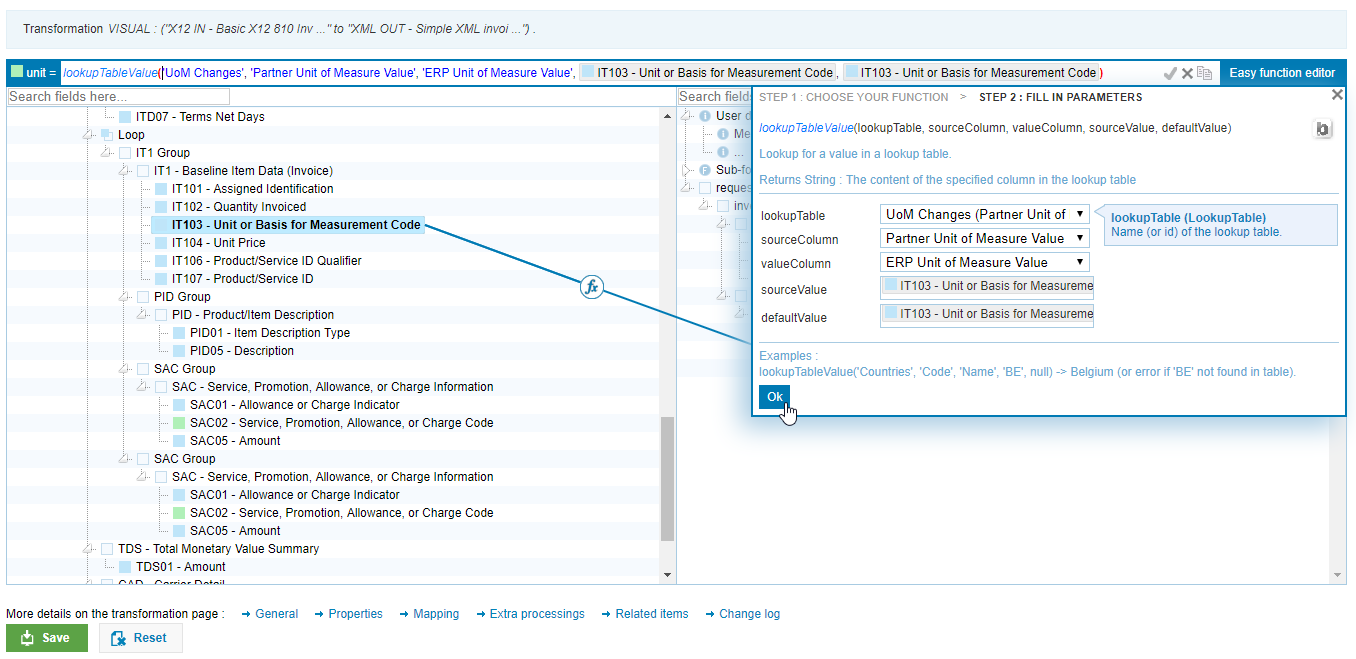 Transformation VISUAL : ("X12 IN - Basic X12 810 Inv ..." to "XML OUT - Simple XML invoi ...") .
unit = lookupTableValue('UoM Changes', 'Partner Unit of Measure Value', 'ERP Unit of Measure Value', IT103 - Unit or Basis for Measurement Code , IT103 - Unit or Basis for Measurement Code )
Easy function editor
Search fields here...
ITD07 - Terms Net Days
Loop
IT1 Group
IT1 - Baseline Item Data (Invoice)
IT101 - Assigned Identification
IT102 - Quantity Invoiced
IT103 - Unit or Basis for Measurement Code
IT104 - Unit Price
IT106 - Product/Service ID Qualifier
IT107 - Product/Service ID
PID Group
PID - Product/Item Description
PID01 - Item Description Type
PID05 - Description
SAC Group
SAC - Service, Promotion, Allowance, or Charge Information
SAC01 - Allowance or Charge Indicator
SAC02 - Service, Promotion, Allowance, or Charge Code
SAC05 - Amount
SAC Group
SAC - Service, Promotion, Allowance, or Charge Information
SAC01 - Allowance or Charge Indicator
SAC02 - Service, Promotion, Allowance, or Charge Code
SAC05 - Amount
TDS - Total Monetary Value Summary
TDS01 - Amount
CAD - Carrier Detail
fx
Search field
User d
Me
...
Sub-fo
reques
inv
STEP 1 : CHOOSE YOUR FUNCTION > STEP 2 : FILL IN PARAMETERS
lookupTableValue(lookupTable, sourceColumn, valueColumn, sourceValue, defaultValue)
Lookup for a value in a lookup table.
Returns String : The content of the specified column in the lookup table
lookupTable UoM Changes (Partner Unit of
sourceColumn Partner Unit of Measure Value
valueColumn ERP Unit of Measure Value
sourceValue IT103 - Unit or Basis for Measureme
defaultValue IT103 - Unit or Basis for Measureme
lookupTable (LookupTable)
Name (or id) of the lookup table.
Examples :
lookupTableValue('Countries', 'Code', 'Name', 'BE', null) -> Belgium (or error if 'BE' not found in table).
Ok
More details on the transformation page : General Properties Mapping Extra processings Related items Change log
Save Reset